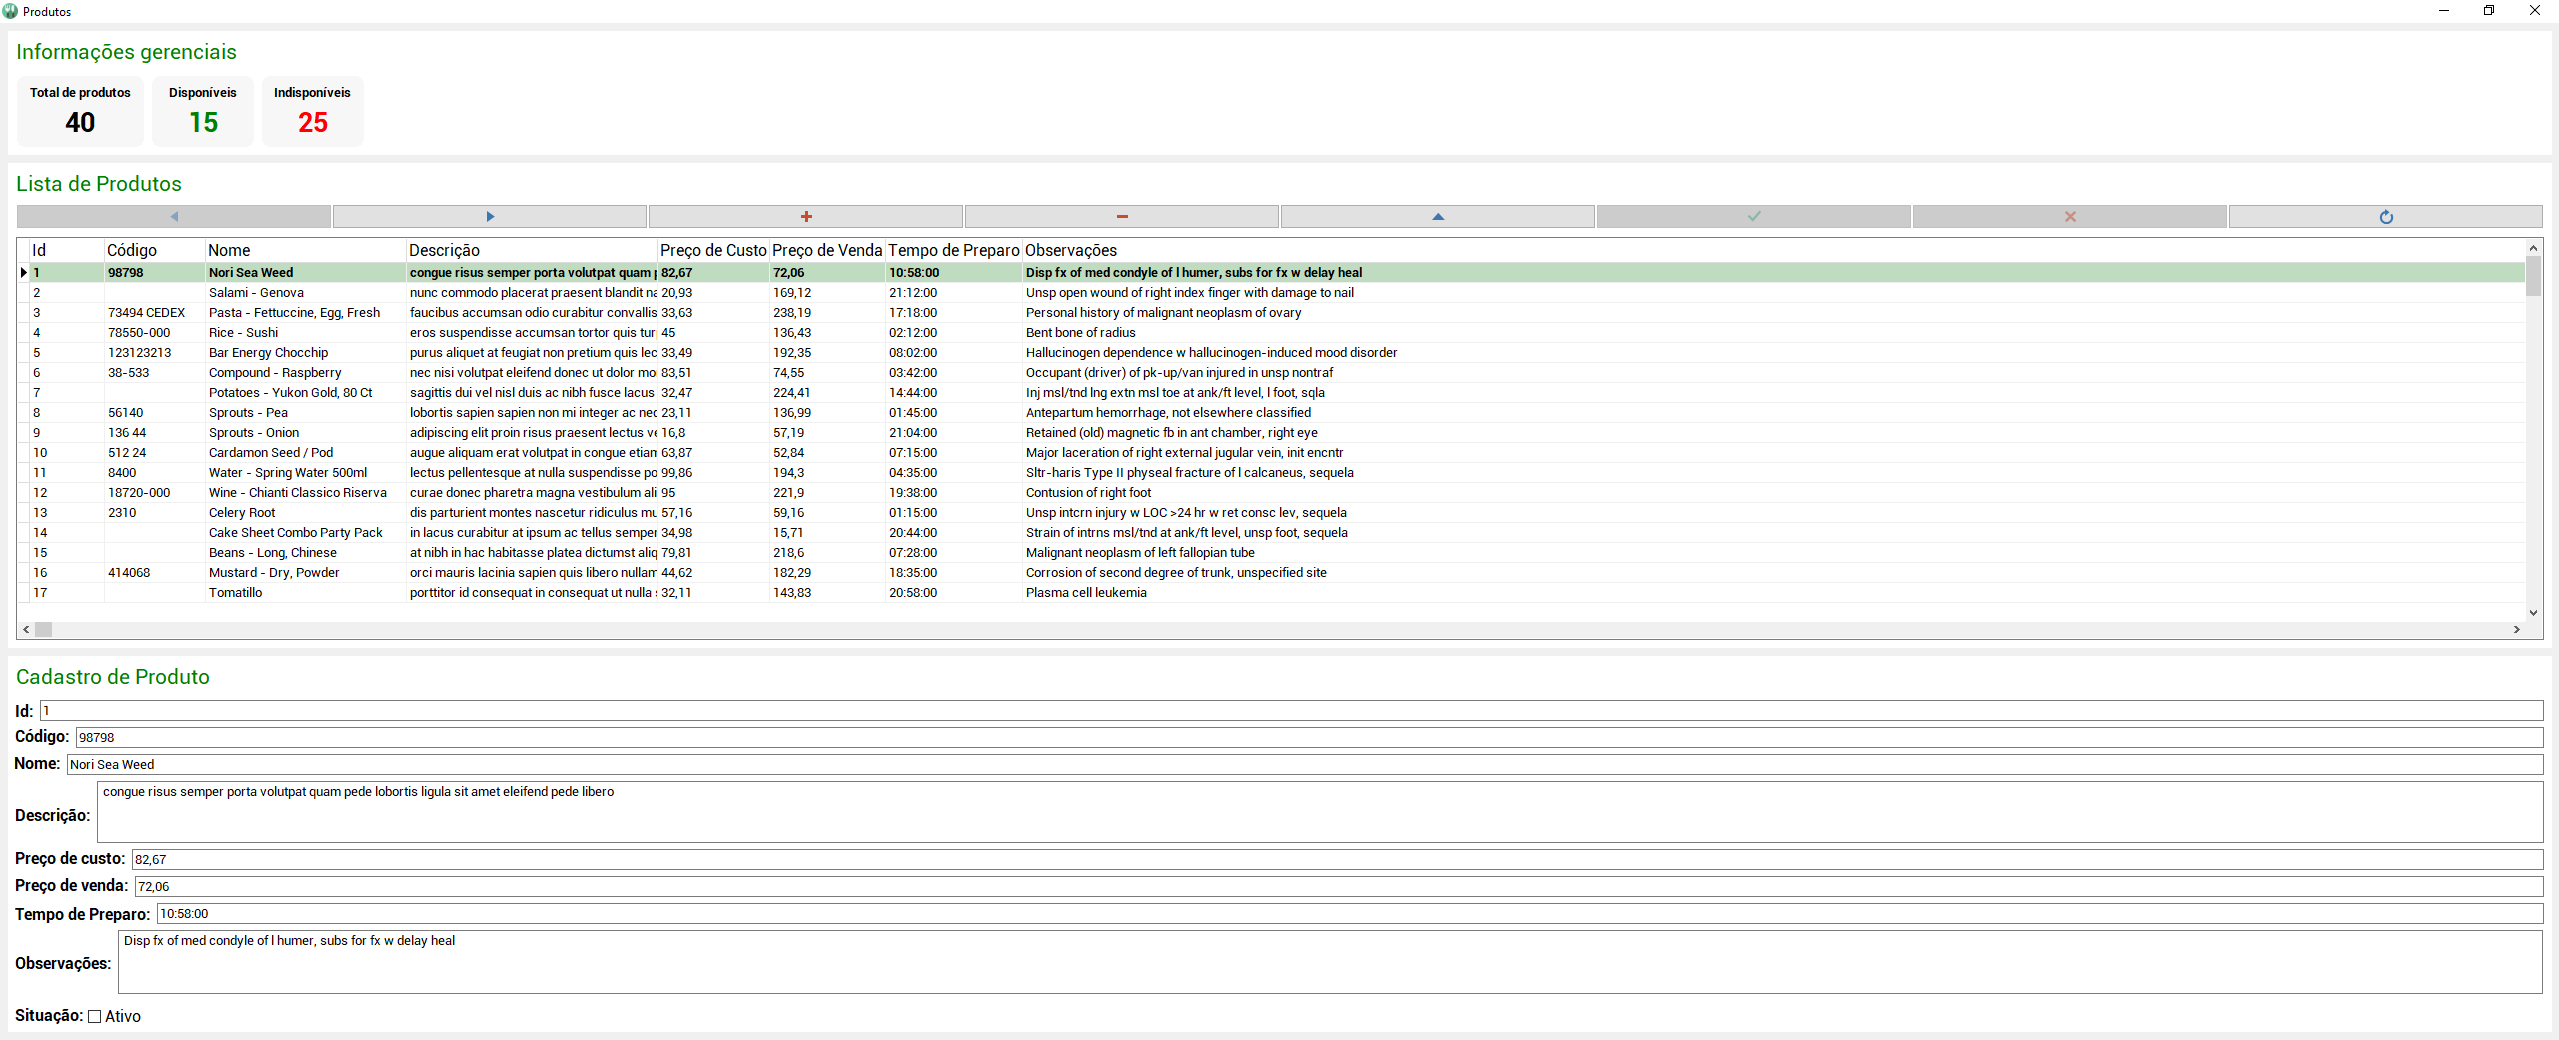 Produtos
Informações gerenciais
Total de produtos Disponíveis Indisponíveis
40 15 25
Lista de Produtos
Id Código Nome Descrição Preço de Custo Preço de Venda Tempo de Preparo Observações
1 98798 Nori Sea Weed congue risus semper porta volutpat quam 82,67 72,06 10:58:00 Disp fx of med condyle of l humer, subs for fx w delay heal
2 Salami - Genova nunc commodo placerat praesent blandit na 20,93 169,12 21:12:00 Unsp open wound of right index finger with damage to nail
3 73494 CEDEX Pasta - Fettuccine, Egg, Fresh faucibus accumsan odio curabitur convallis 33,63 238,19 17:18:00 Personal history of malignant neoplasm of ovary
4 78550-000 Rice - Sushi eros suspendisse accumsan tortor quis tur 45 136,43 02:12:00 Bent bone of radius
5 123123213 Bar Energy Chocchip purus aliquet at feugiat non pretium quis lec 33,49 192,35 08:02:00 Hallucinogen dependence w hallucinogen-induced mood disorder
6 38-533 Compound - Raspberry nec nisi volutpat eleifend donec ut dolor mo 83,51 74,55 03:42:00 Occupant (driver) of pk-up/van injured in unsp nontraf
7 Potatoes - Yukon Gold, 80 Ct sagittis dui vel nisl duis ac nibh fusce lacus 32,47 224,41 14:44:00 Inj msl/tnd lng extn msl toe at ank/ft level, l foot, sqla
8 56140 Sprouts - Pea lobortis sapien sapien non mi integer ac nec 23,11 136,99 01:45:00 Antepartum hemorrhage, not elsewhere classified
9 136 44 Sprouts - Onion adipiscing elit proin risus praesent lectus ve 16,8 57,19 21:04:00 Retained (old) magnetic fb in ant chamber, right eye
10 512 24 Cardamon Seed / Pod augue aliquam erat volutpat in congue etiam 63,87 52,84 07:15:00 Major laceration of right external jugular vein, init encntr
11 8400 Water - Spring Water 500ml lectus pellentesque at nulla suspendisse po 99,86 194,3 04:35:00 Sltr-haris Type II physeal fracture of l calcaneus, sequela
12 18720-000 Wine - Chianti Classico Riserva curae donec pharetra magna vestibulum ali 95 221,9 19:38:00 Contusion of right foot
13 2310 Celery Root dis parturient montes nascetur ridiculus mu 57,16 59,16 01:15:00 Unsp intcrn injury w LOC >24 hr w ret consc lev, sequela
14 Cake Sheet Combo Party Pack in lacus curabitur at ipsum ac tellus semper 34,98 15,71 20:44:00 Strain of intrns msl/tnd at ank/ft level, unsp foot, sequela
15 Beans - Long, Chinese at nibh in hac habitasse platea dictumst aliq 79,81 218,6 07:28:00 Malignant neoplasm of left fallopian tube
16 414068 Mustard - Dry, Powder orci mauris lacinia sapien quis libero nullam 44,62 182,29 18:35:00 Corrosion of second degree of trunk, unspecified site
17 Tomatillo porttitor id consequat in consequat ut nulla 32,11 143,83 20:58:00 Plasma cell leukemia
Cadastro de Produto
Id: 1
Código: 98798
Nome: Nori Sea Weed
Descrição: congue risus semper porta volutpat quam pede lobortis ligula sit amet eleifend pede libero
Preço de custo: 82,67
Preço de venda: 72,06
Tempo de Preparo: 10:58:00
Observações: Disp fx of med condyle of l humer, subs for fx w delay heal
Situação: Ativo